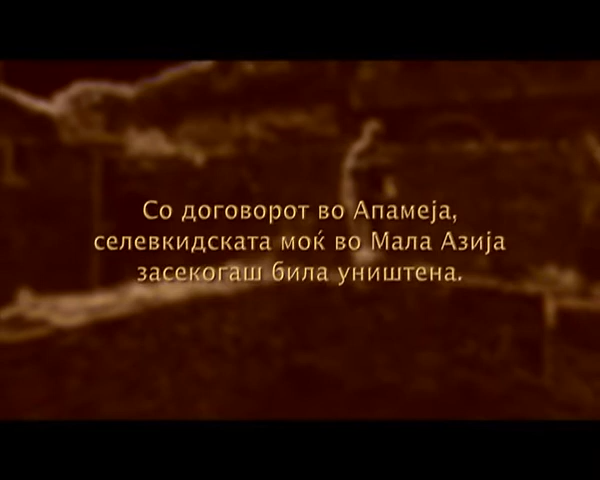 Со договорот во Апамеја,
селевкидската моќ во Мала Азија
засекогаш била уништена.